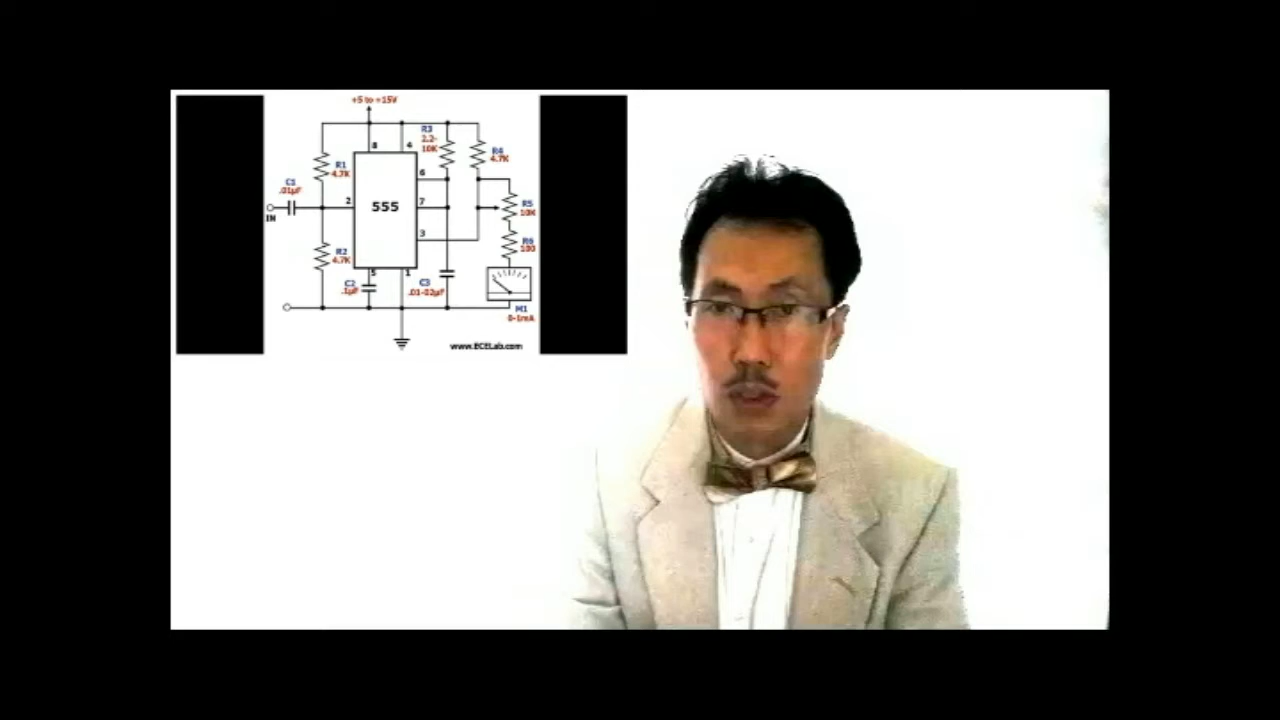 +5 to +15V
R3
2.2-
10K
8
4
R4
4.7K
R1
4.7K
6
C1
.01µF
2
555
7
R5
10K
IN
3
R2
4.7K
R6
100
5
1
C2
.1µF
C3
.01-02µF
M1
0-1mA
www.ECELab.com